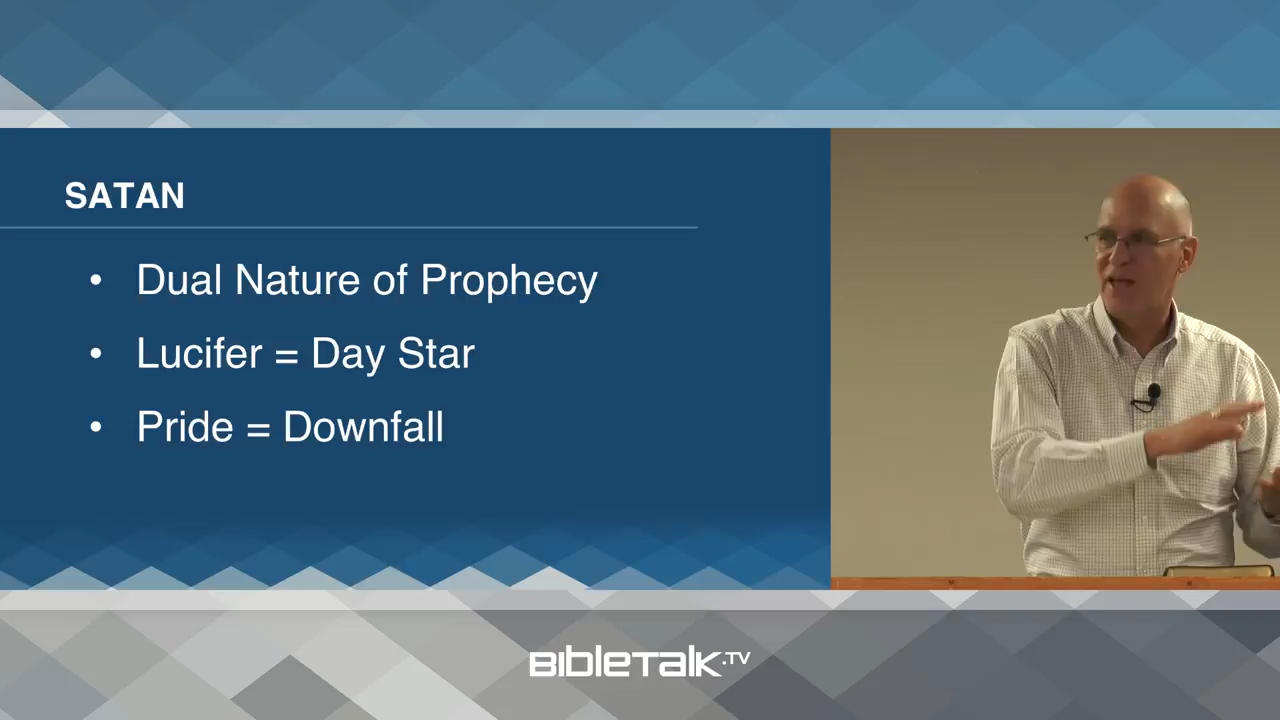 SATAN
• Dual Nature of Prophecy
• Lucifer = Day Star
• Pride = Downfall
BibleTalk.TV